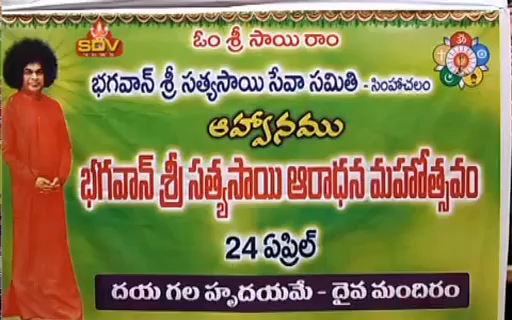 SDV
NEWS
ఓం శ్రీ సాయి రాం
భగవాన్ శ్రీ సత్యసాయి సేవా సమితి - సింహాచలం
ఆహ్వానము
భగవాన్ శ్రీ సత్యసాయి ఆరాధన మహోత్సవం
24 ఏప్రిల్
దయ గల హృదయమే - దైవ మందిరం